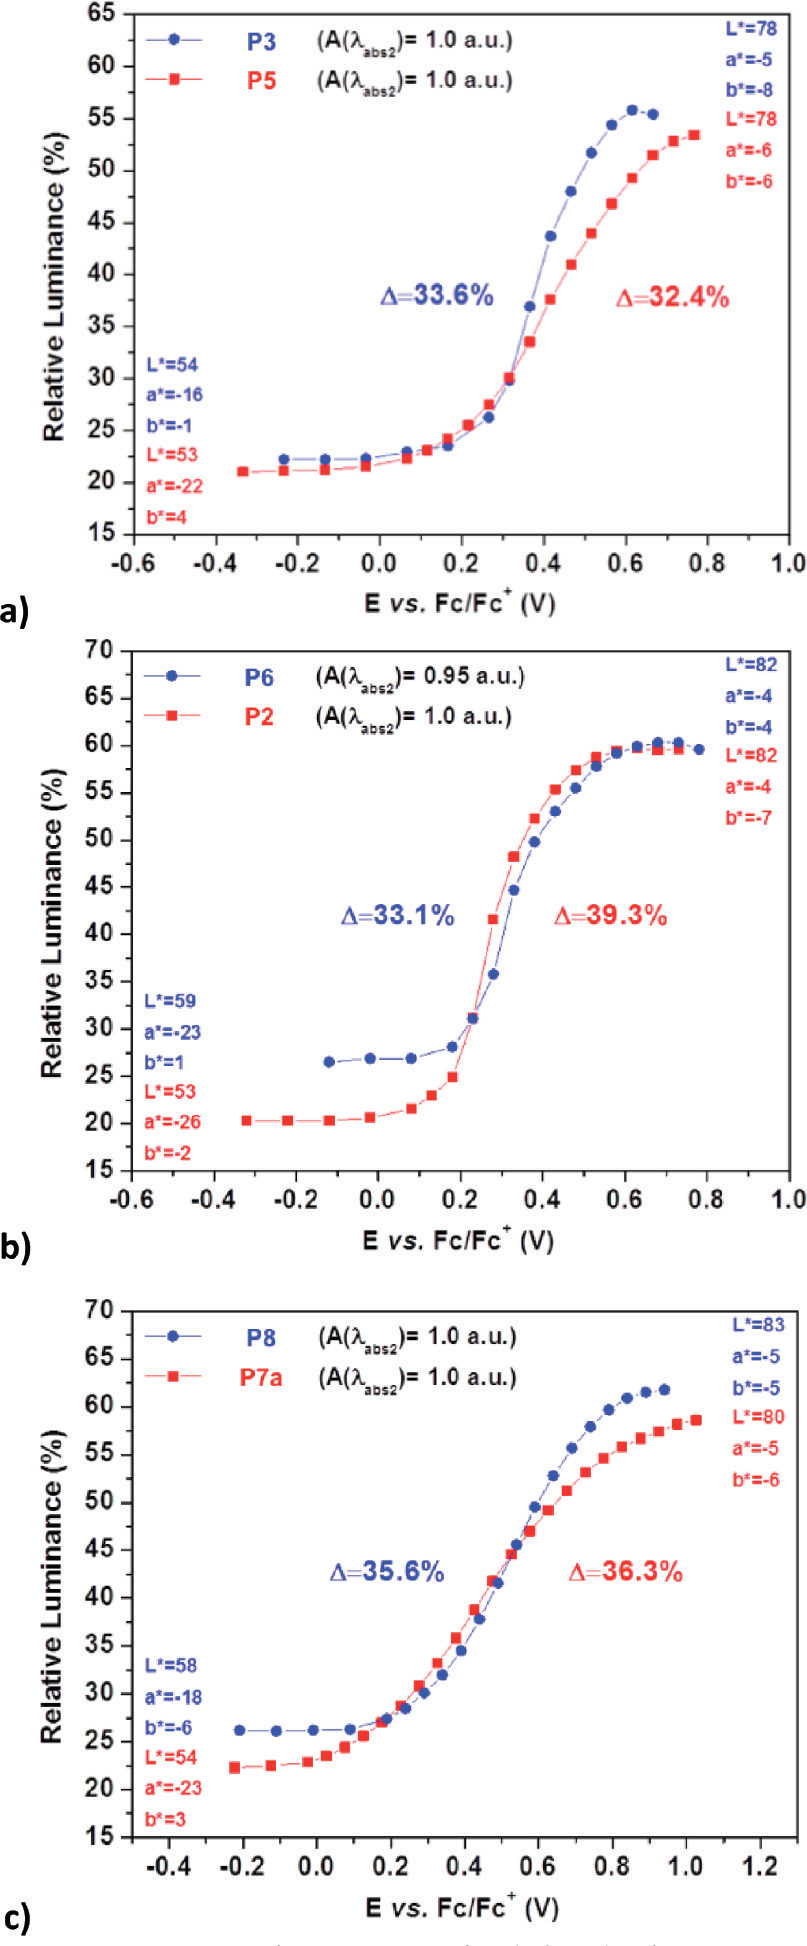 P3 (A(λabs2)= 1.0 a.u.)
P5 (A(λabs2)= 1.0 a.u.)
L*=78
a*=-5
b*=-8
L*=78
a*=-6
b*=-6
Δ=33.6%
Δ=32.4%
L*=54
a*=-16
b*=-1
L*=53
a*=-22
b*=4
65
60
55
50
45
40
35
30
25
20
15
Relative Luminance (%)
-0.6 -0.4 -0.2 0.0 0.2 0.4 0.6 0.8 1.0
E vs. Fc/Fc+ (V)
a)
P6 (A(λabs2)= 0.95 a.u.)
P2 (A(λabs2)= 1.0 a.u.)
L*=82
a*=-4
b*=-4
L*=82
a*=-4
b*=-7
Δ=33.1%
Δ=39.3%
L*=59
a*=-23
b*=1
L*=53
a*=-26
b*=-2
70
65
60
55
50
45
40
35
30
25
20
15
Relative Luminance (%)
-0.6 -0.4 -0.2 0.0 0.2 0.4 0.6 0.8 1.0
E vs. Fc/Fc+ (V)
b)
P8 (A(λabs2)= 1.0 a.u.)
P7a (A(λabs2)= 1.0 a.u.)
L*=83
a*=-5
b*=-5
L*=80
a*=-5
b*=-6
Δ=35.6%
Δ=36.3%
L*=58
a*=-18
b*=-6
L*=54
a*=-23
b*=3
70
65
60
55
50
45
40
35
30
25
20
15
Relative Luminance (%)
-0.4 -0.2 0.0 0.2 0.4 0.6 0.8 1.0 1.2
E vs. Fc/Fc+ (V)
c)